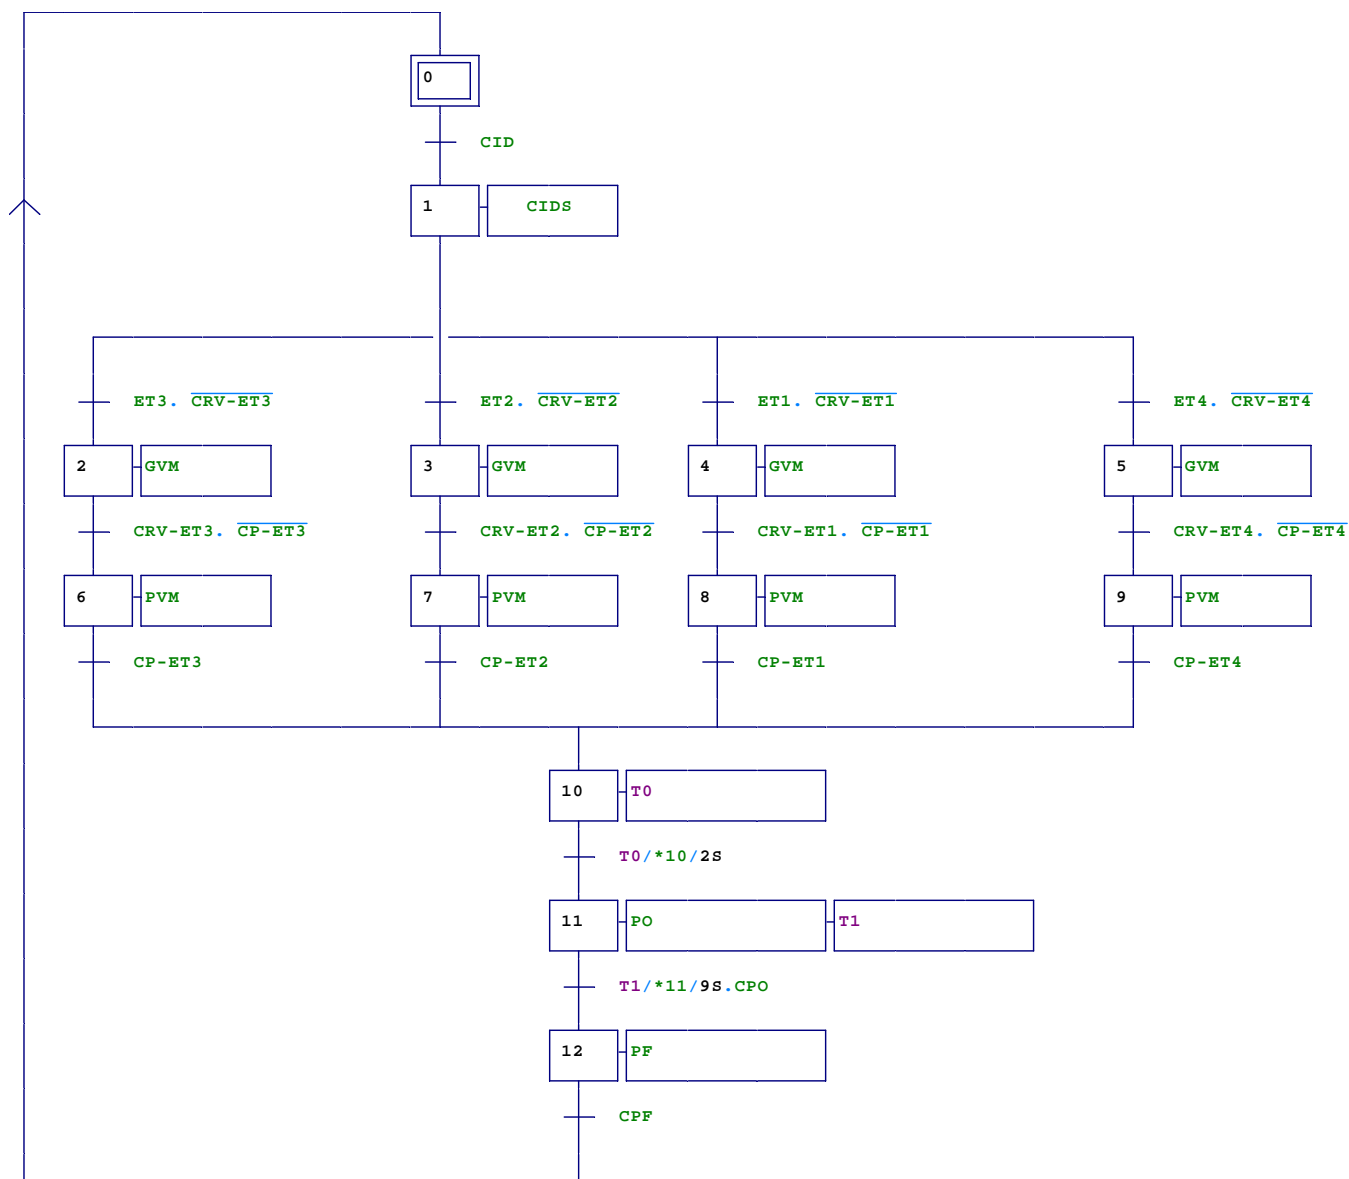 0
CID
1 CIDS
ET3. CRV-ET3 ET2. CRV-ET2 ET1. CRV-ET1 ET4. CRV-ET4
2 GVM 3 GVM 4 GVM 5 GVM
CRV-ET3. CP-ET3 CRV-ET2. CP-ET2 CRV-ET1. CP-ET1 CRV-ET4. CP-ET4
6 PVM 7 PVM 8 PVM 9 PVM
CP-ET3 CP-ET2 CP-ET1 CP-ET4
10 T0
T0/*10/2S
11 PO T1
T1/*11/9S.CPO
12 PF
CPF